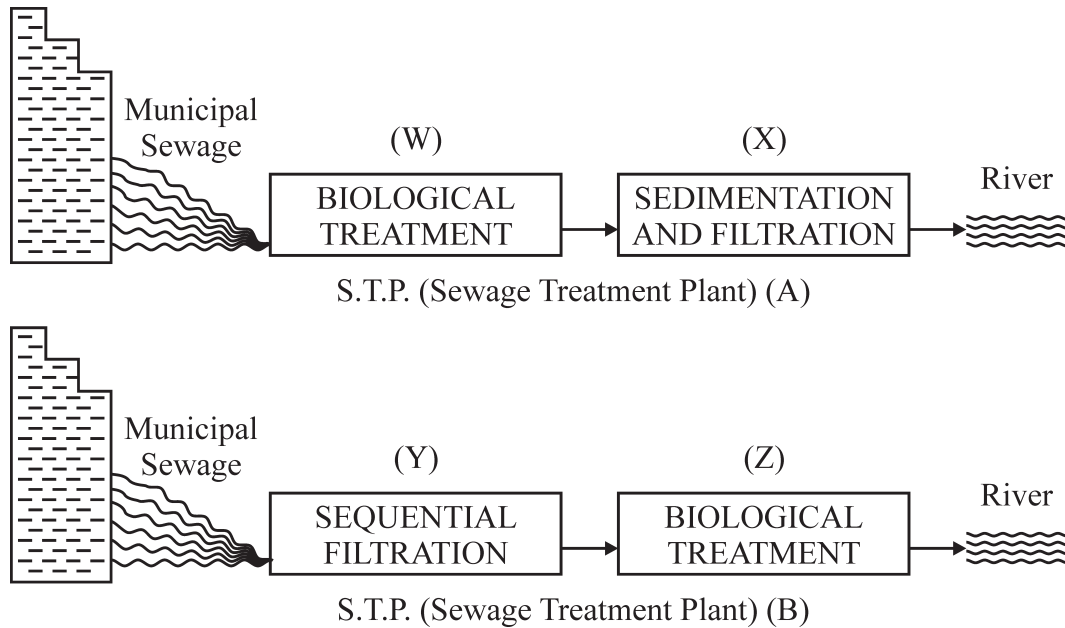 Municipal
Sewage
(W)
BIOLOGICAL
TREATMENT
(X)
SEDIMENTATION
AND FILTRATION
River
S.T.P. (Sewage Treatment Plant) (A)
Municipal
Sewage
(Y)
SEQUENTIAL
FILTRATION
(Z)
BIOLOGICAL
TREATMENT
River
S.T.P. (Sewage Treatment Plant) (B)